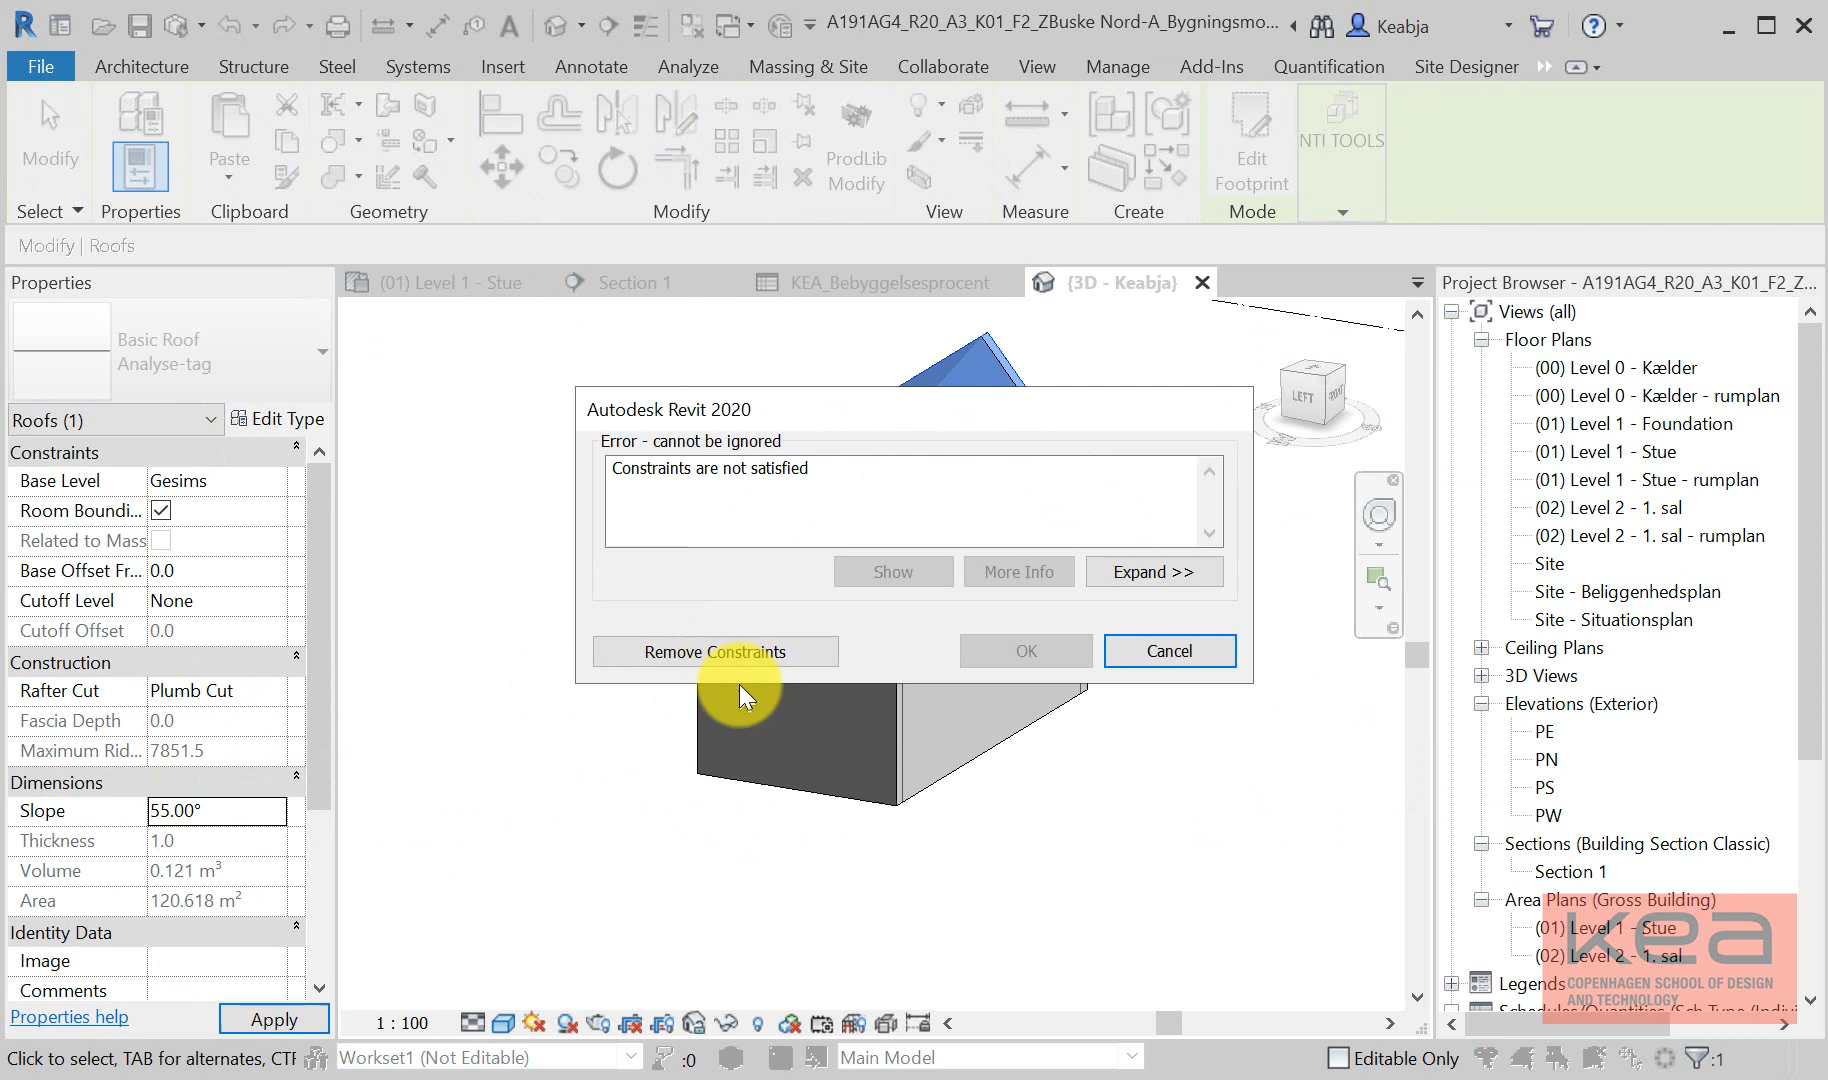 A191AG4_R20_A3_K01_F2_ZBuske Nord-A_Bygningsmo...
Keabja
File
Architecture
Structure
Steel
Systems
Insert
Annotate
Analyze
Massing & Site
Collaborate
View
Manage
Add-Ins
Quantification
Site Designer
Modify
Paste
ProdLib
Modify
Edit
Footprint
NTI TOOLS
Select
Properties
Clipboard
Geometry
Modify
View
Measure
Create
Mode
Modify | Roofs
Properties
(01) Level 1 - Stue
Section 1
KEA_Bebyggelsesprocent
{3D - Keabja}
Project Browser - A191AG4_R20_A3_K01_F2_Z...
Basic Roof
Analyse-tag
Roofs (1)
Edit Type
Constraints
Base Level
Gesims
Room Boundi...
Related to Mass
Base Offset Fr...
0.0
Cutoff Level
None
Cutoff Offset
0.0
Construction
Rafter Cut
Plumb Cut
Fascia Depth
0.0
Maximum Rid...
7851.5
Dimensions
Slope
55.00°
Thickness
1.0
Volume
0.121 m³
Area
120.618 m²
Identity Data
Image
Comments
Properties help
Apply
LEFT
FRONT
Autodesk Revit 2020
Error - cannot be ignored
Constraints are not satisfied
Show
More Info
Expand >>
Remove Constraints
OK
Cancel
Views (all)
Floor Plans
(00) Level 0 - Kælder
(00) Level 0 - Kælder - rumplan
(01) Level 1 - Foundation
(01) Level 1 - Stue
(01) Level 1 - Stue - rumplan
(02) Level 2 - 1. sal
(02) Level 2 - 1. sal - rumplan
Site
Site - Beliggenhedsplan
Site - Situationsplan
Ceiling Plans
3D Views
Elevations (Exterior)
PE
PN
PS
PW
Sections (Building Section Classic)
Section 1
Area Plans (Gross Building)
(01) Level 1 - Stue
(02) Level 2 - 1. sal
Legends
kea
COPENHAGEN SCHOOL OF DESIGN
AND TECHNOLOGY
1 : 100
Click to select, TAB for alternates, CTF
Workset1 (Not Editable)
:0
Main Model
Editable Only
:1